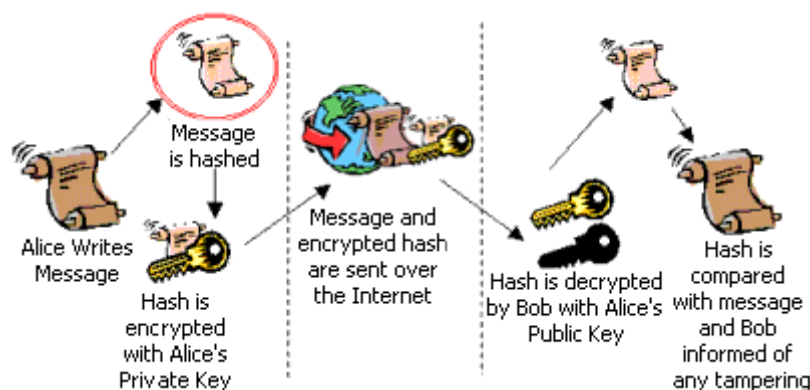 Alice Writes
Message
Message
is hashed
Hash is
encrypted
with Alice's
Private Key
Message and
encrypted hash
are sent over
the Internet
Hash is decrypted
by Bob with Alice's
Public Key
Hash is
compared
with message
and Bob
informed of
any tampering